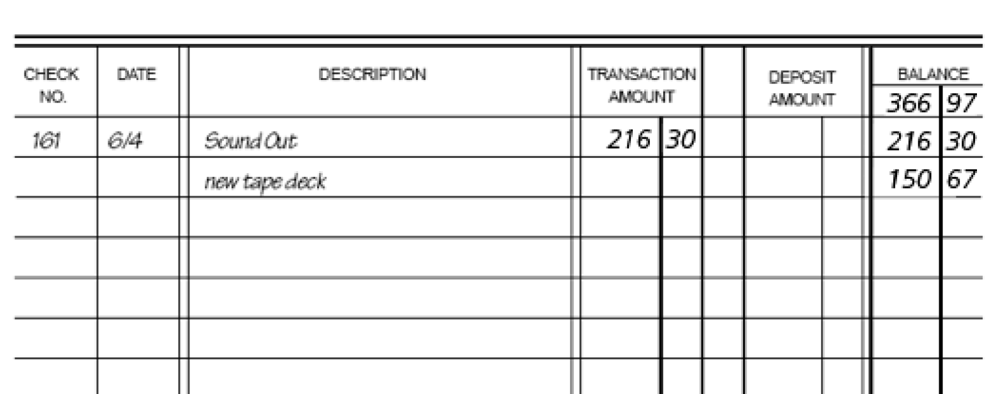 CHECK NO. DATE DESCRIPTION TRANSACTION AMOUNT DEPOSIT AMOUNT BALANCE
366 97
161 6/4 Sound Out 216 30 216 30
new tape deck 150 67